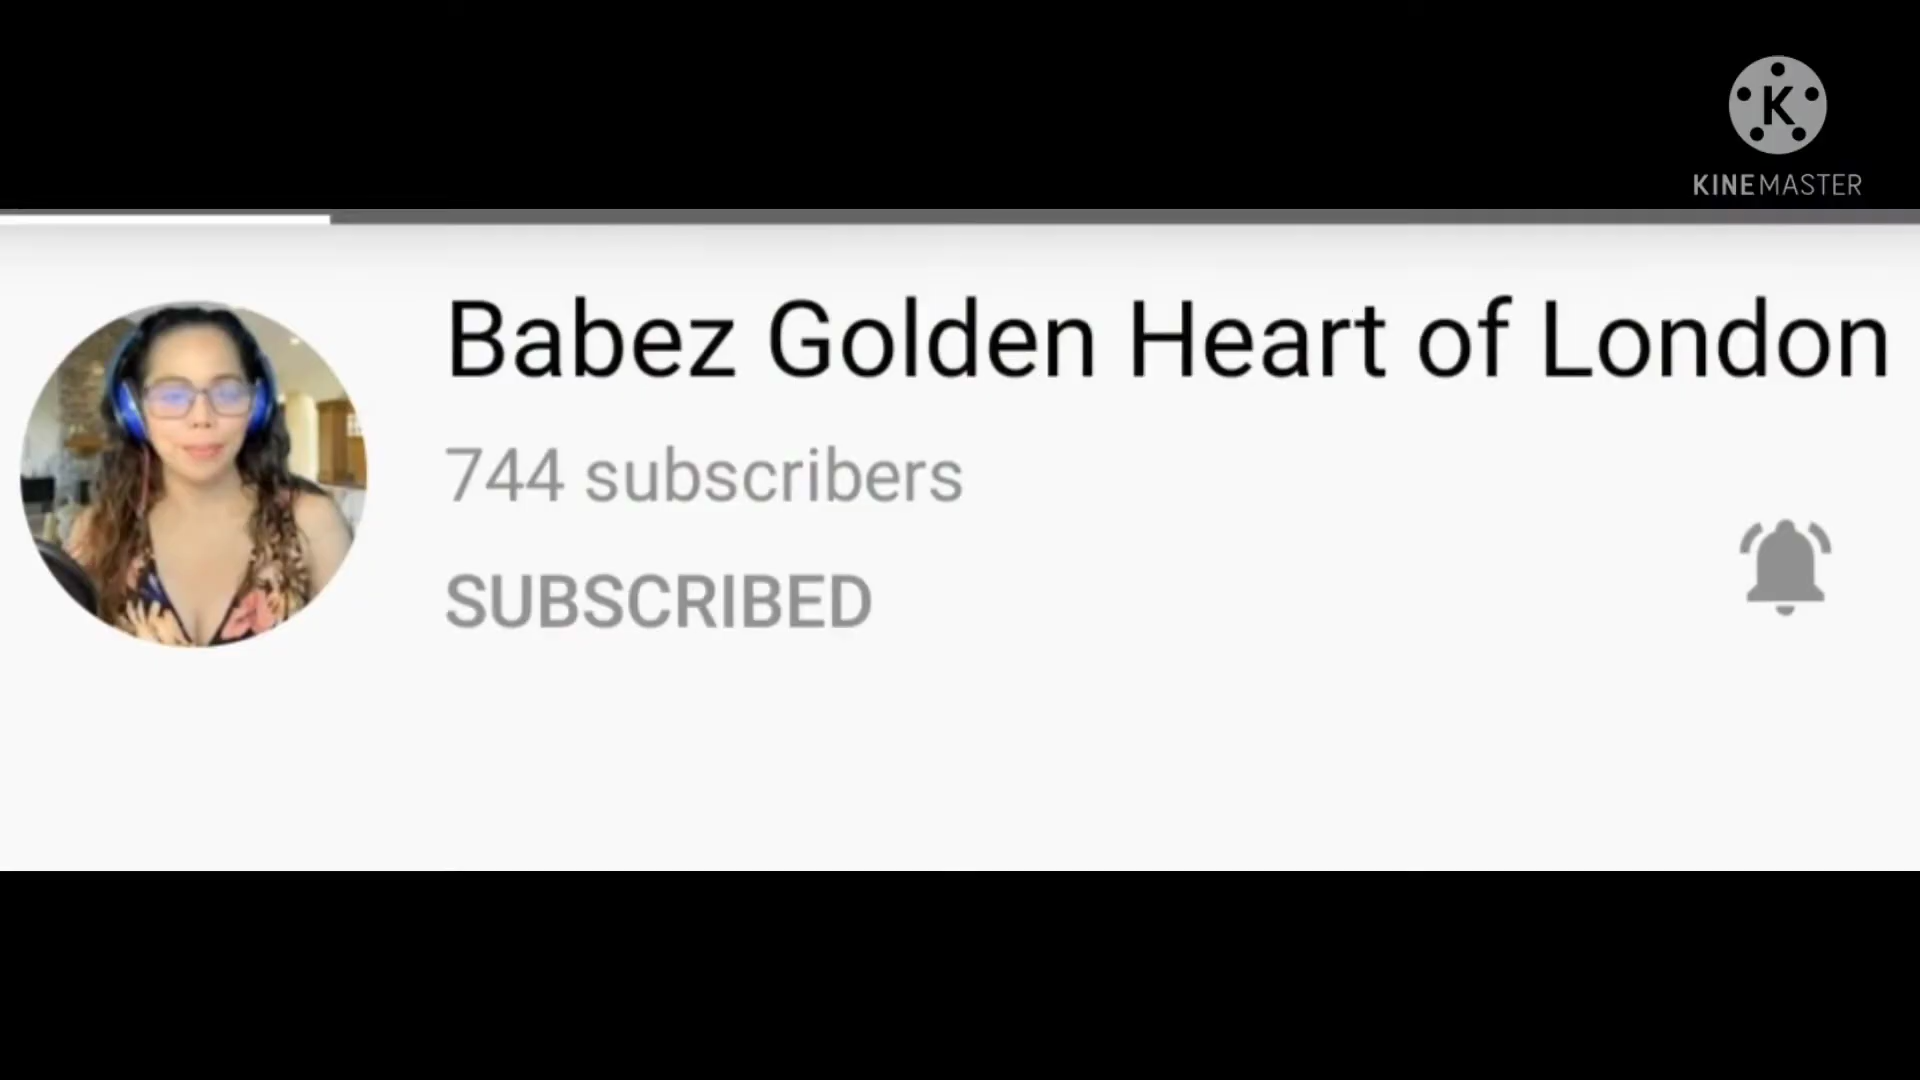 K
KINEMASTER
Babez Golden Heart of London
744 subscribers
SUBSCRIBED